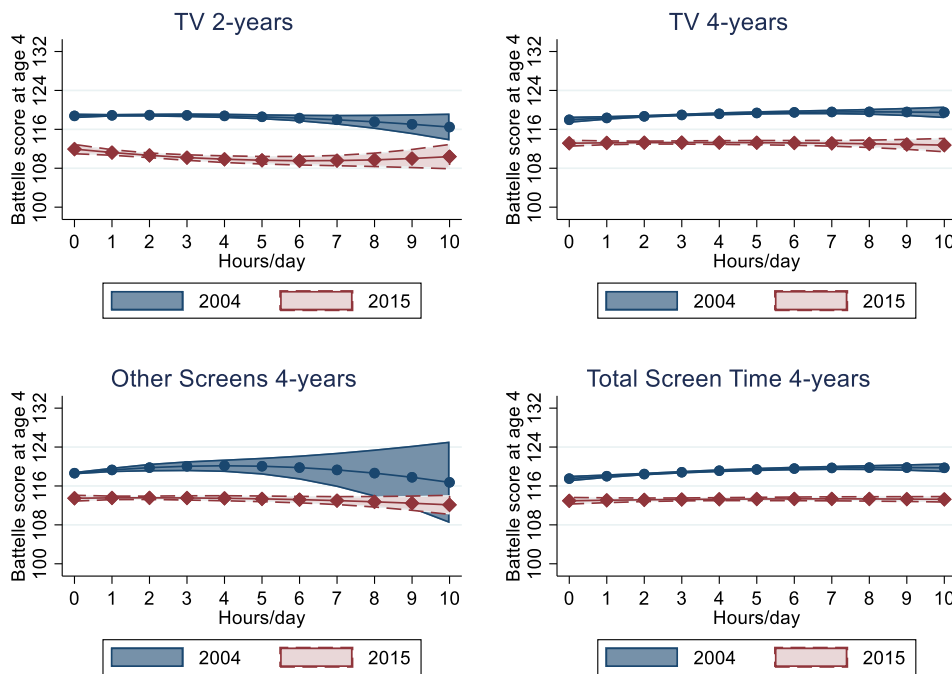 TV 2-years
Battelle score at age 4
132
124
116
108
100
0 1 2 3 4 5 6 7 8 9 10
Hours/day
2004 2015
TV 4-years
Battelle score at age 4
132
124
116
108
100
0 1 2 3 4 5 6 7 8 9 10
Hours/day
2004 2015
Other Screens 4-years
Battelle score at age 4
132
124
116
108
100
0 1 2 3 4 5 6 7 8 9 10
Hours/day
2004 2015
Total Screen Time 4-years
Battelle score at age 4
132
124
116
108
100
0 1 2 3 4 5 6 7 8 9 10
Hours/day
2004 2015